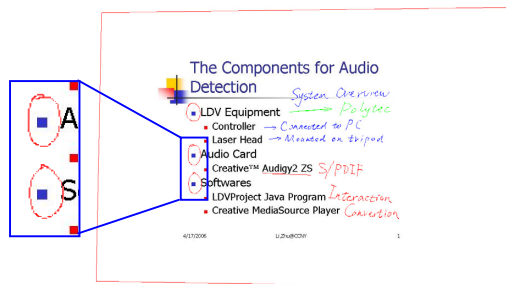 The Components for Audio
Detection
System Overview
LDV Equipment → Polytec
Controller → Connected to PC
Laser Head → Mounted on tripod
Audio Card
Creative™ Audigy2 ZS S/PDIF
Softwares
LDVProject Java Program Interaction
Creative MediaSource Player Convertion
4/17/2006 Li,Zhu@CCNY 1
A
S